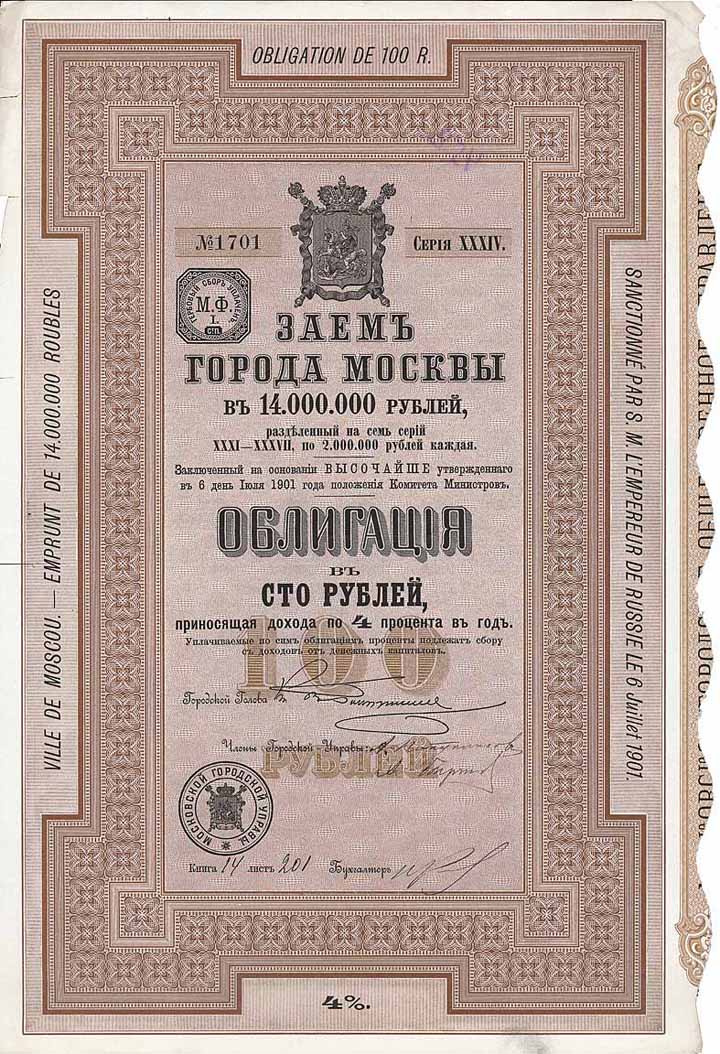 OBLIGATION DE 100 R.
№1701
Серія XXXIV.
ГЕРБОВЫЙ СБОРЪ УПЛАЧЕНЪ
М.Ф.
I.
СП.
ЗАЕМЪ
ГОРОДА МОСКВЫ
ВЪ 14.000.000 РУБЛЕЙ,
раздѣленный на семь серій
XXXI—XXXVII, по 2.000.000 рублей каждая.
Заключенный на основаніи ВЫСОЧАЙШЕ утвержденнаго
въ 6 день Іюля 1901 года положенія Комитета Министровъ.
ОБЛИГАЦІЯ
ВЪ
СТО РУБЛЕЙ,
приносящая дохода по 4 процента въ годъ.
Уплачиваемые по симъ облигаціямъ проценты подлежатъ сбору
съ доходовъ отъ денежныхъ капиталовъ.
100
РУБЛЕЙ
Городской Голова
Члены Городской Управы:
МОСКОВСКОЙ ГОРОДСКОЙ УПРАВЫ
Книга 14 листъ 201 Бухгалтеръ
4%.
VILLE DE MOSCOU. — EMPRUNT DE 14.000.000 ROUBLES
SANCTIONNÉ PAR S. M. L'EMPEREUR DE RUSSIE LE 6 Juillet 1901.